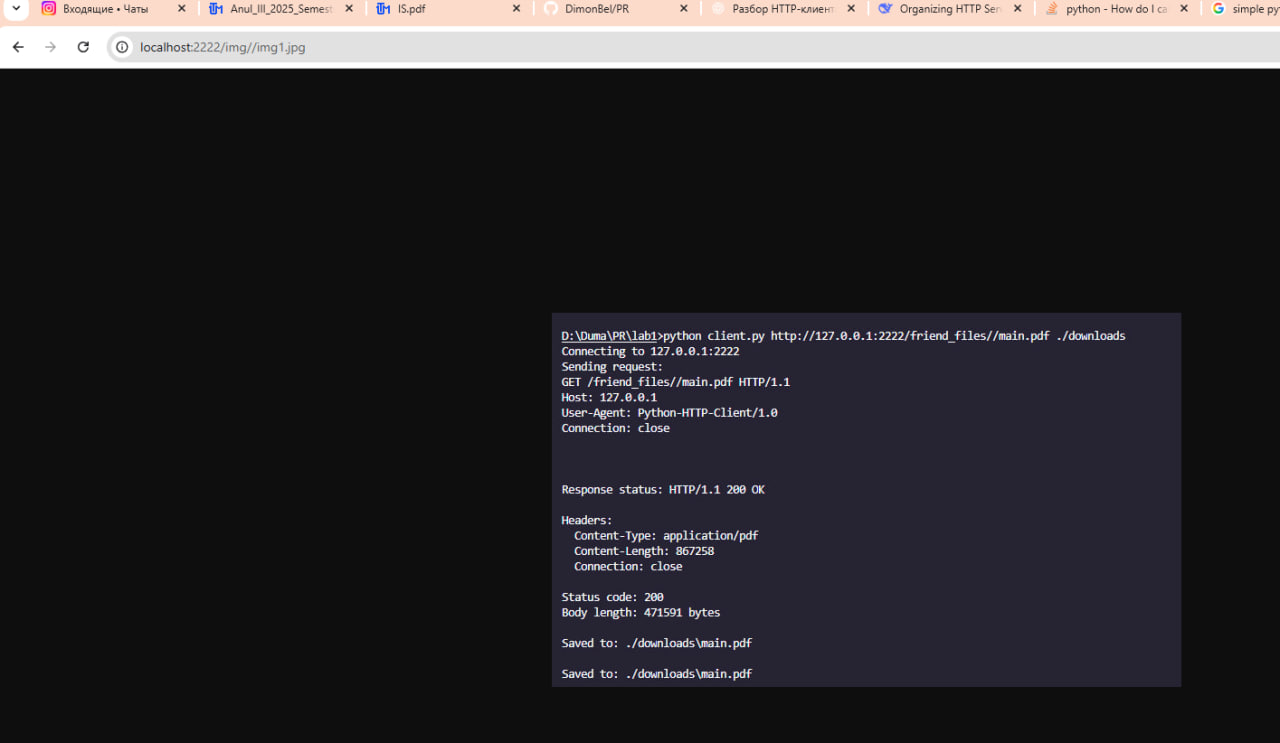 Входящие • Чаты
Anul_III_2025_Semest
IS.pdf
DimonBel/PR
Разбор HTTP-клиент
Organizing HTTP Ser
python - How do I ca
simple py
localhost:2222/img//img1.jpg
D:\Duma\PR\lab1>python client.py http://127.0.0.1:2222/friend_files//main.pdf ./downloads
Connecting to 127.0.0.1:2222
Sending request:
GET /friend_files//main.pdf HTTP/1.1
Host: 127.0.0.1
User-Agent: Python-HTTP-Client/1.0
Connection: close
Response status: HTTP/1.1 200 OK
Headers:
Content-Type: application/pdf
Content-Length: 867258
Connection: close
Status code: 200
Body length: 471591 bytes
Saved to: ./downloads\main.pdf
Saved to: ./downloads\main.pdf